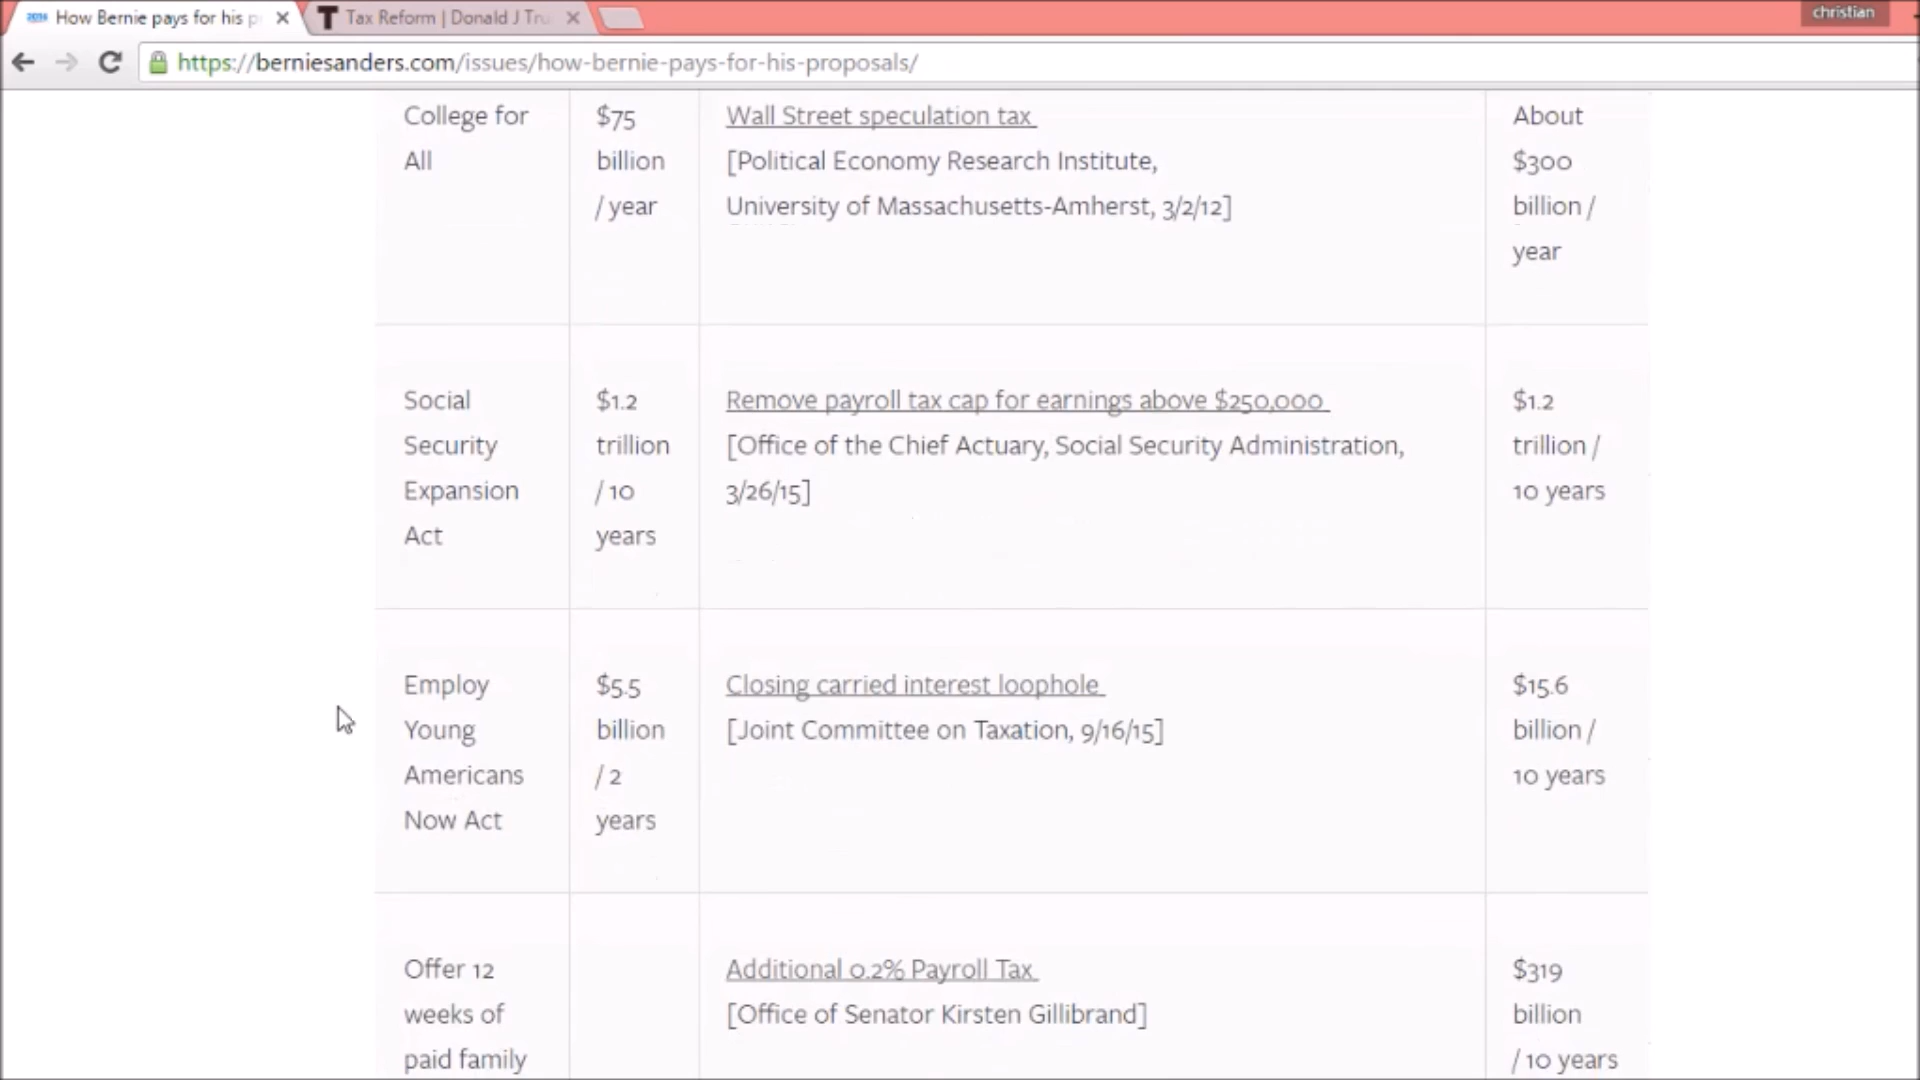 How Bernie pays for his p
Tax Reform | Donald J Tru
christian
https://berniesanders.com/issues/how-bernie-pays-for-his-proposals/
College for
All
$75
billion
/ year
Wall Street speculation tax
[Political Economy Research Institute,
University of Massachusetts-Amherst, 3/2/12]
About
$300
billion /
year
Social
Security
Expansion
Act
$1.2
trillion
/ 10
years
Remove payroll tax cap for earnings above $250,000
[Office of the Chief Actuary, Social Security Administration,
3/26/15]
$1.2
trillion /
10 years
Employ
Young
Americans
Now Act
$5.5
billion
/ 2
years
Closing carried interest loophole
[Joint Committee on Taxation, 9/16/15]
$15.6
billion /
10 years
Offer 12
weeks of
paid family
Additional 0.2% Payroll Tax
[Office of Senator Kirsten Gillibrand]
$319
billion
/ 10 years